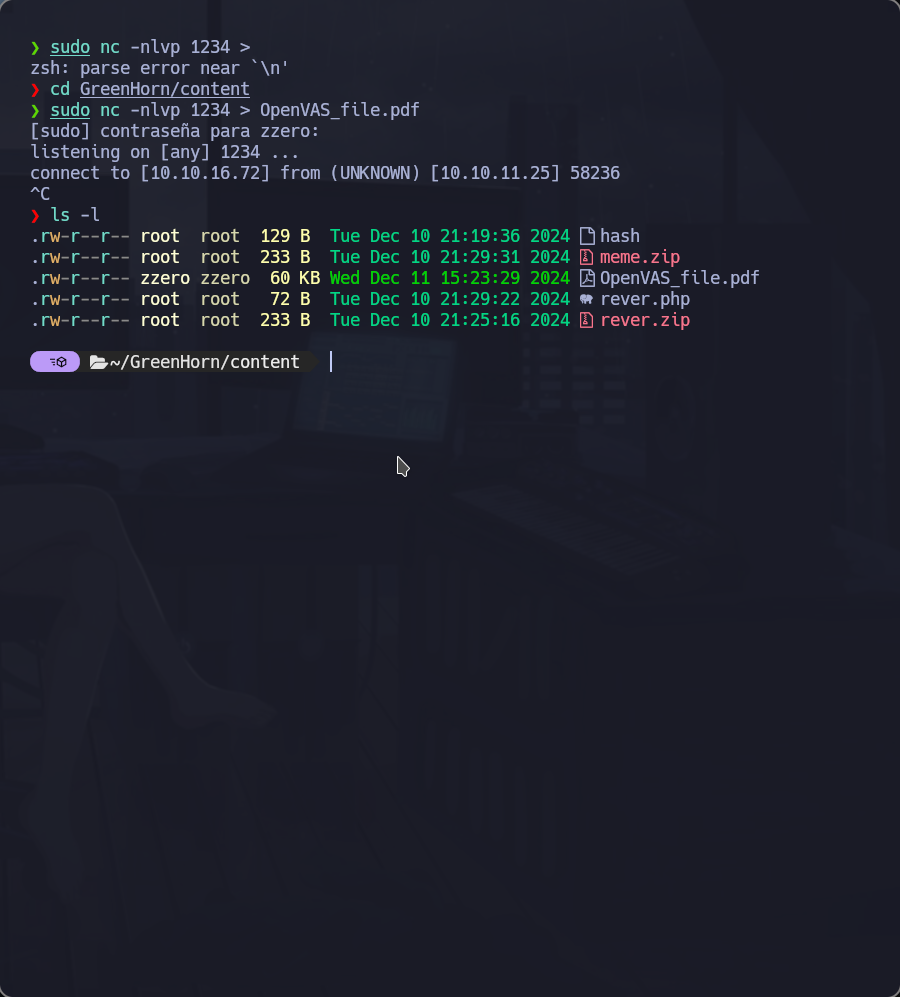 ❯ sudo nc -nlvp 1234 >
zsh: parse error near `\n'
❯ cd GreenHorn/content
❯ sudo nc -nlvp 1234 > OpenVAS_file.pdf
[sudo] contraseña para zzero:
listening on [any] 1234 ...
connect to [10.10.16.72] from (UNKNOWN) [10.10.11.25] 58236
^C
❯ ls -l
.rw-r--r-- root  root  129 B  Tue Dec 10 21:19:36 2024 hash
.rw-r--r-- root  root  233 B  Tue Dec 10 21:29:31 2024 meme.zip
.rw-r--r-- zzero zzero  60 KB Wed Dec 11 15:23:29 2024 OpenVAS_file.pdf
.rw-r--r-- root  root   72 B  Tue Dec 10 21:29:22 2024 rever.php
.rw-r--r-- root  root  233 B  Tue Dec 10 21:25:16 2024 rever.zip
~/GreenHorn/content